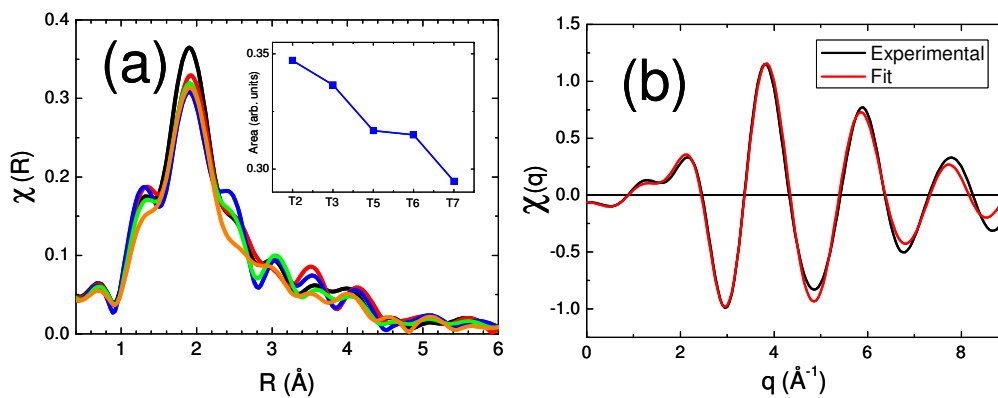 (a)
χ (R)
0.4
0.3
0.2
0.1
0.0
1 2 3 4 5 6
R (Å)
Area (arb. units)
0.35
0.30
T2 T3 T5 T6 T7
(b)
χ(q)
1.5
1.0
0.5
0.0
-0.5
-1.0
0 2 4 6 8
q (Å⁻¹)
Experimental
Fit